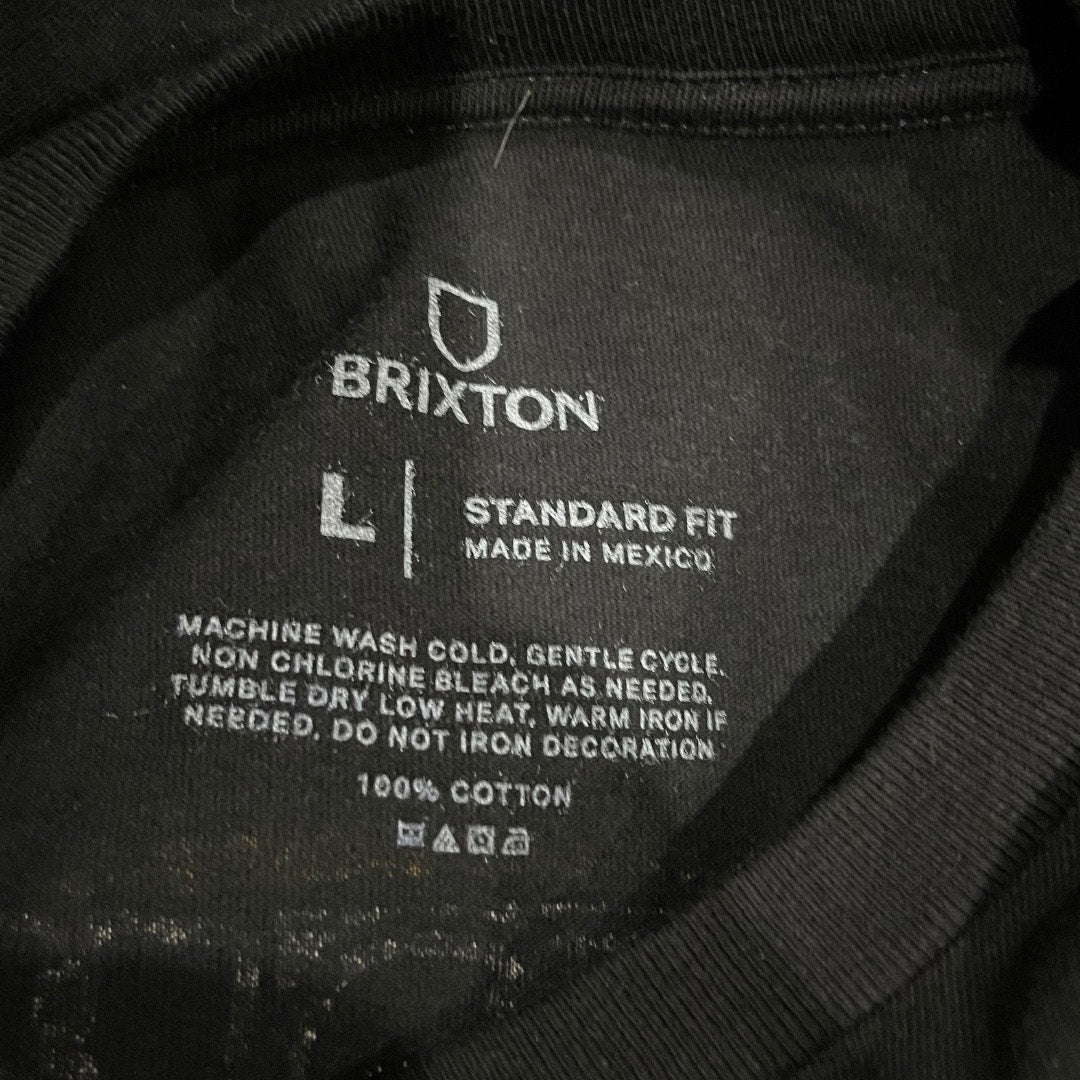 BRIXTON
L
STANDARD FIT
MADE IN MEXICO
MACHINE WASH COLD, GENTLE CYCLE.
NON CHLORINE BLEACH AS NEEDED.
TUMBLE DRY LOW HEAT, WARM IRON IF
NEEDED. DO NOT IRON DECORATION
100% COTTON